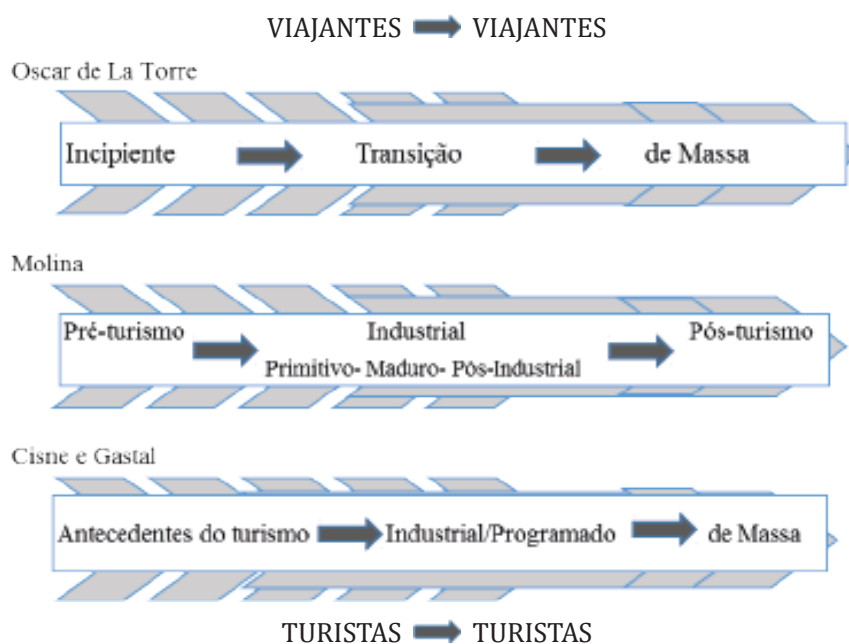 VIAJANTES VIAJANTES
Oscar de La Torre
Incipiente Transição de Massa
Molina
Pré-turismo Industrial Pós-turismo
Primitivo- Maduro- Pós-Industrial
Cisne e Gastal
Antecedentes do turismo Industrial/Programado de Massa
TURISTAS TURISTAS